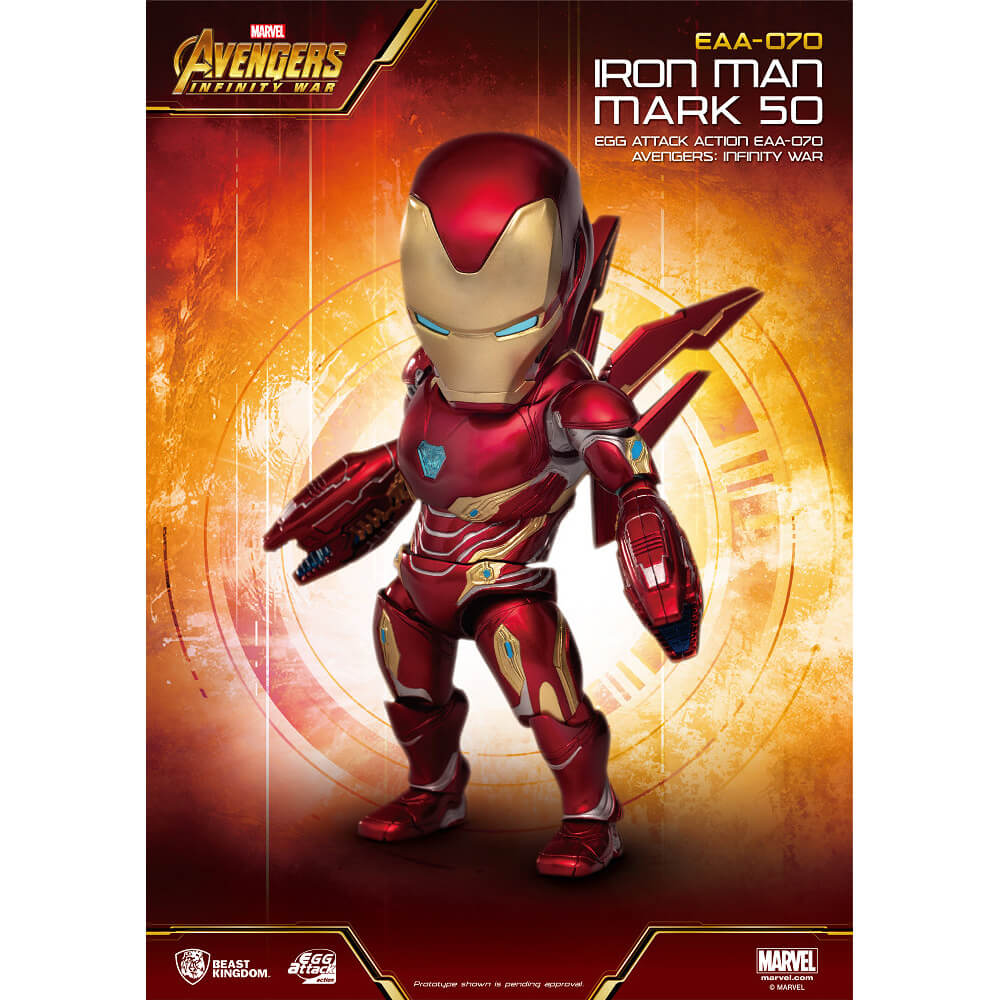 MARVEL
AVENGERS
INFINITY WAR
EAA-070
IRON MAN
MARK 50
EGG ATTACK ACTION EAA-070
AVENGERS: INFINITY WAR
BEAST
KINGDOM.
EGG
attack
action
Prototype shown is pending approval.
MARVEL
marvel.com
© MARVEL